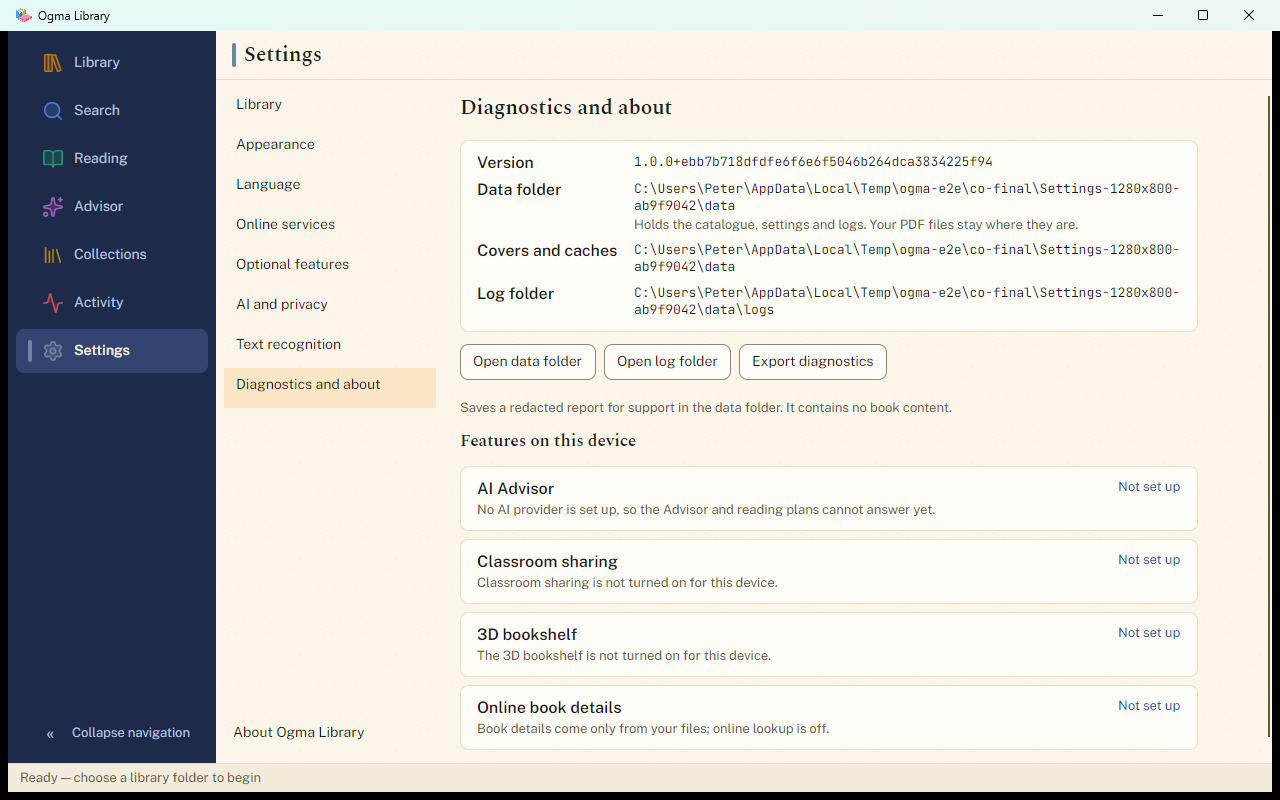 Ogma Library
Library
Search
Reading
Advisor
Collections
Activity
Settings
« Collapse navigation
Settings
Library
Appearance
Language
Online services
Optional features
AI and privacy
Text recognition
Diagnostics and about
About Ogma Library
Diagnostics and about
Version 1.0.0+ebb7b718dfdfe6f6e6f5046b264dca3834225f94
Data folder C:\Users\Peter\AppData\Local\Temp\ogma-e2e\co-final\Settings-1280x800-
ab9f9042\data
Holds the catalogue, settings and logs. Your PDF files stay where they are.
Covers and caches C:\Users\Peter\AppData\Local\Temp\ogma-e2e\co-final\Settings-1280x800-
ab9f9042\data
Log folder C:\Users\Peter\AppData\Local\Temp\ogma-e2e\co-final\Settings-1280x800-
ab9f9042\data\logs
Open data folder Open log folder Export diagnostics
Saves a redacted report for support in the data folder. It contains no book content.
Features on this device
AI Advisor Not set up
No AI provider is set up, so the Advisor and reading plans cannot answer yet.
Classroom sharing Not set up
Classroom sharing is not turned on for this device.
3D bookshelf Not set up
The 3D bookshelf is not turned on for this device.
Online book details Not set up
Book details come only from your files; online lookup is off.
Ready — choose a library folder to begin